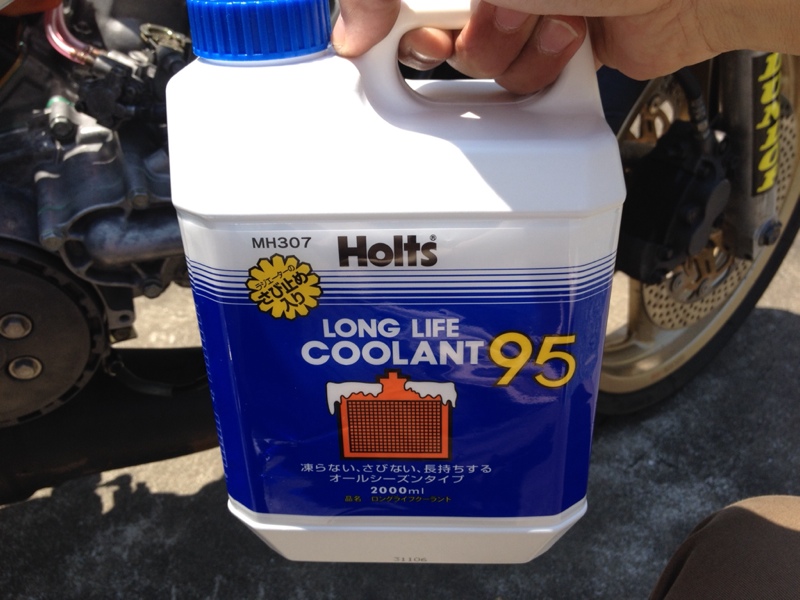 MH307 Holts®
ラジエーターの
さび止め
入り
LONG LIFE
COOLANT 95
凍らない、さびない、長持ちする
オールシーズンタイプ
2000ml
品名 ロングライフクーラント